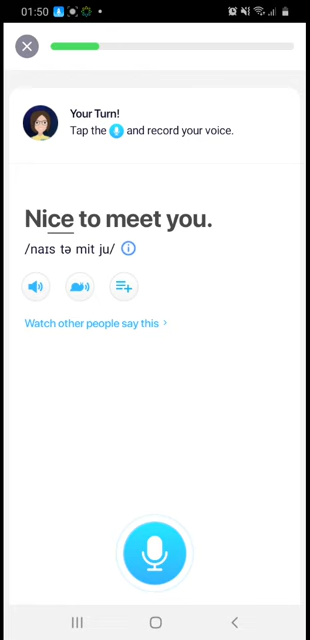 01:50
Your Turn!
Tap the and record your voice.
Nice to meet you.
/naɪs tə mit ju/
Watch other people say this >